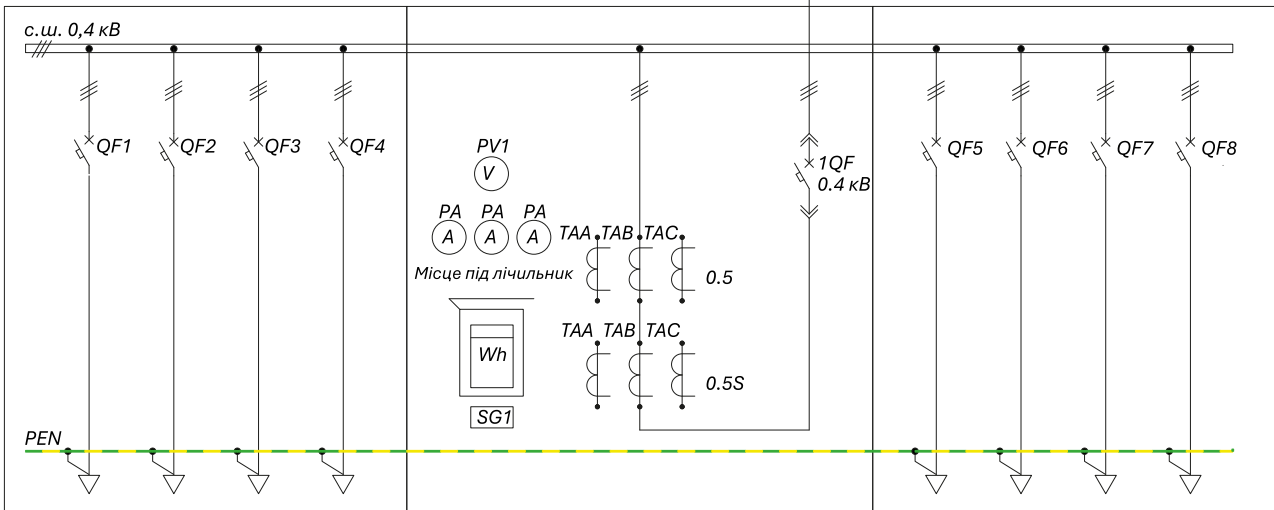 с.ш. 0,4 кВ
QF1
QF2
QF3
QF4
PV1
V
PA
PA
PA
A
A
A
Місце під лічильник
Wh
SG1
TAA
TAB
TAC
0.5
TAA
TAB
TAC
0.5S
1QF
0.4 кВ
QF5
QF6
QF7
QF8
PEN